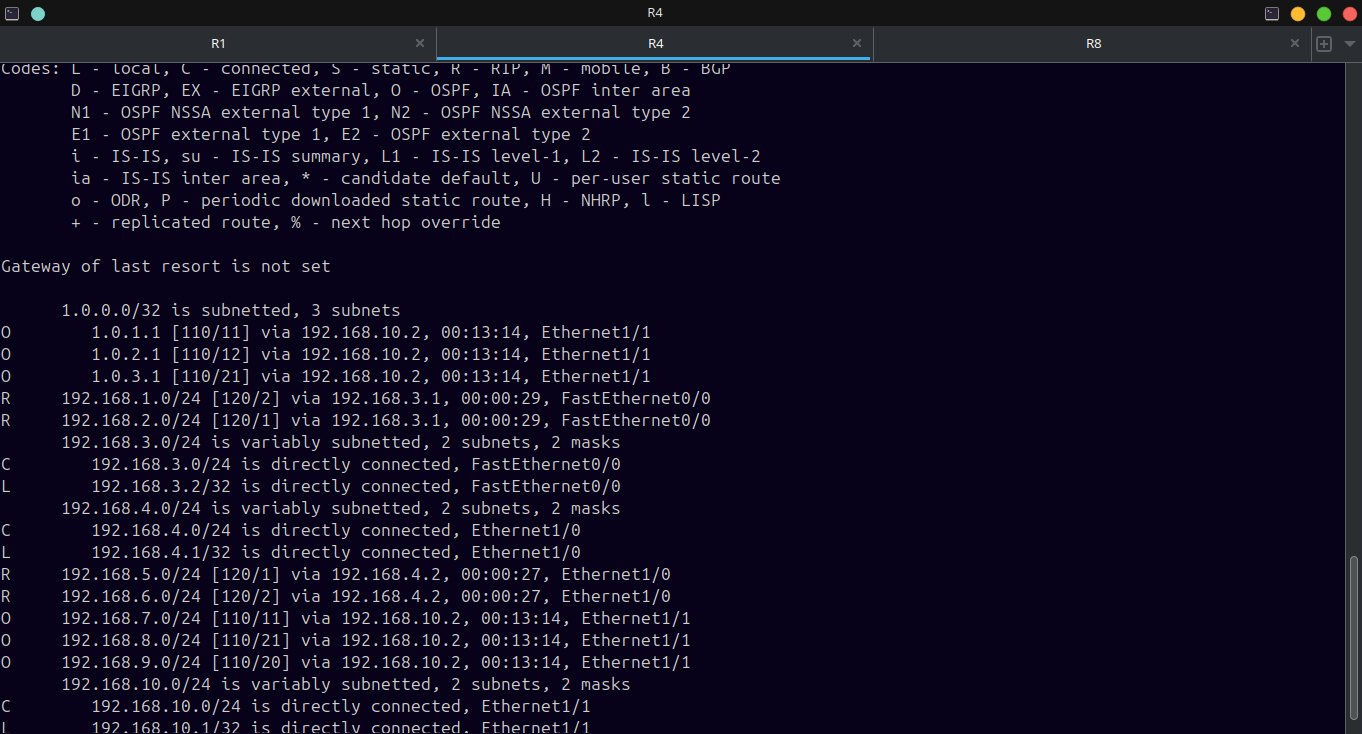 R4
R1 R4 R8
Codes: L - local, C - connected, S - static, R - RIP, M - mobile, B - BGP
       D - EIGRP, EX - EIGRP external, O - OSPF, IA - OSPF inter area
       N1 - OSPF NSSA external type 1, N2 - OSPF NSSA external type 2
       E1 - OSPF external type 1, E2 - OSPF external type 2
       i - IS-IS, su - IS-IS summary, L1 - IS-IS level-1, L2 - IS-IS level-2
       ia - IS-IS inter area, * - candidate default, U - per-user static route
       o - ODR, P - periodic downloaded static route, H - NHRP, l - LISP
       + - replicated route, % - next hop override
Gateway of last resort is not set
      1.0.0.0/32 is subnetted, 3 subnets
O        1.0.1.1 [110/11] via 192.168.10.2, 00:13:14, Ethernet1/1
O        1.0.2.1 [110/12] via 192.168.10.2, 00:13:14, Ethernet1/1
O        1.0.3.1 [110/21] via 192.168.10.2, 00:13:14, Ethernet1/1
R     192.168.1.0/24 [120/2] via 192.168.3.1, 00:00:29, FastEthernet0/0
R     192.168.2.0/24 [120/1] via 192.168.3.1, 00:00:29, FastEthernet0/0
      192.168.3.0/24 is variably subnetted, 2 subnets, 2 masks
C        192.168.3.0/24 is directly connected, FastEthernet0/0
L        192.168.3.2/32 is directly connected, FastEthernet0/0
      192.168.4.0/24 is variably subnetted, 2 subnets, 2 masks
C        192.168.4.0/24 is directly connected, Ethernet1/0
L        192.168.4.1/32 is directly connected, Ethernet1/0
R     192.168.5.0/24 [120/1] via 192.168.4.2, 00:00:27, Ethernet1/0
R     192.168.6.0/24 [120/2] via 192.168.4.2, 00:00:27, Ethernet1/0
O     192.168.7.0/24 [110/11] via 192.168.10.2, 00:13:14, Ethernet1/1
O     192.168.8.0/24 [110/21] via 192.168.10.2, 00:13:14, Ethernet1/1
O     192.168.9.0/24 [110/20] via 192.168.10.2, 00:13:14, Ethernet1/1
      192.168.10.0/24 is variably subnetted, 2 subnets, 2 masks
C        192.168.10.0/24 is directly connected, Ethernet1/1
L        192.168.10.1/32 is directly connected, Ethernet1/1